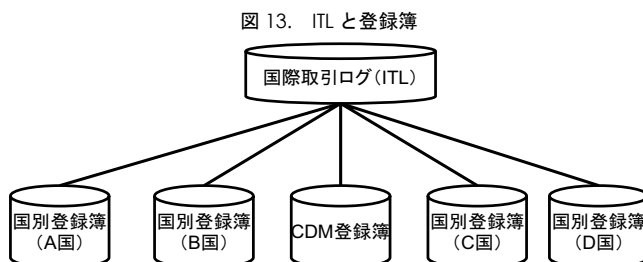 図 13. ITL と登録簿
国際取引ログ(ITL)
国別登録簿
(A国)
国別登録簿
(B国)
CDM登録簿
国別登録簿
(C国)
国別登録簿
(D国)